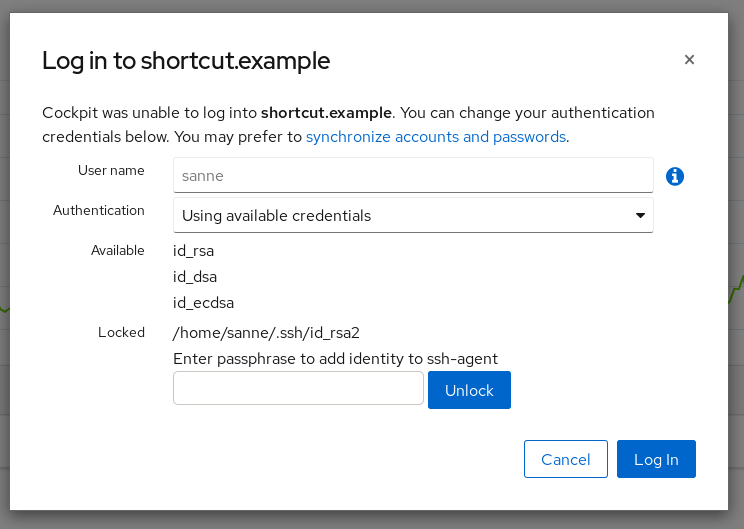 Log in to shortcut.example
Cockpit was unable to log into shortcut.example. You can change your authentication
credentials below. You may prefer to synchronize accounts and passwords.
User name
sanne
Authentication
Using available credentials
Available
id_rsa
id_dsa
id_ecdsa
Locked
/home/sanne/.ssh/id_rsa2
Enter passphrase to add identity to ssh-agent
Unlock
Cancel
Log In